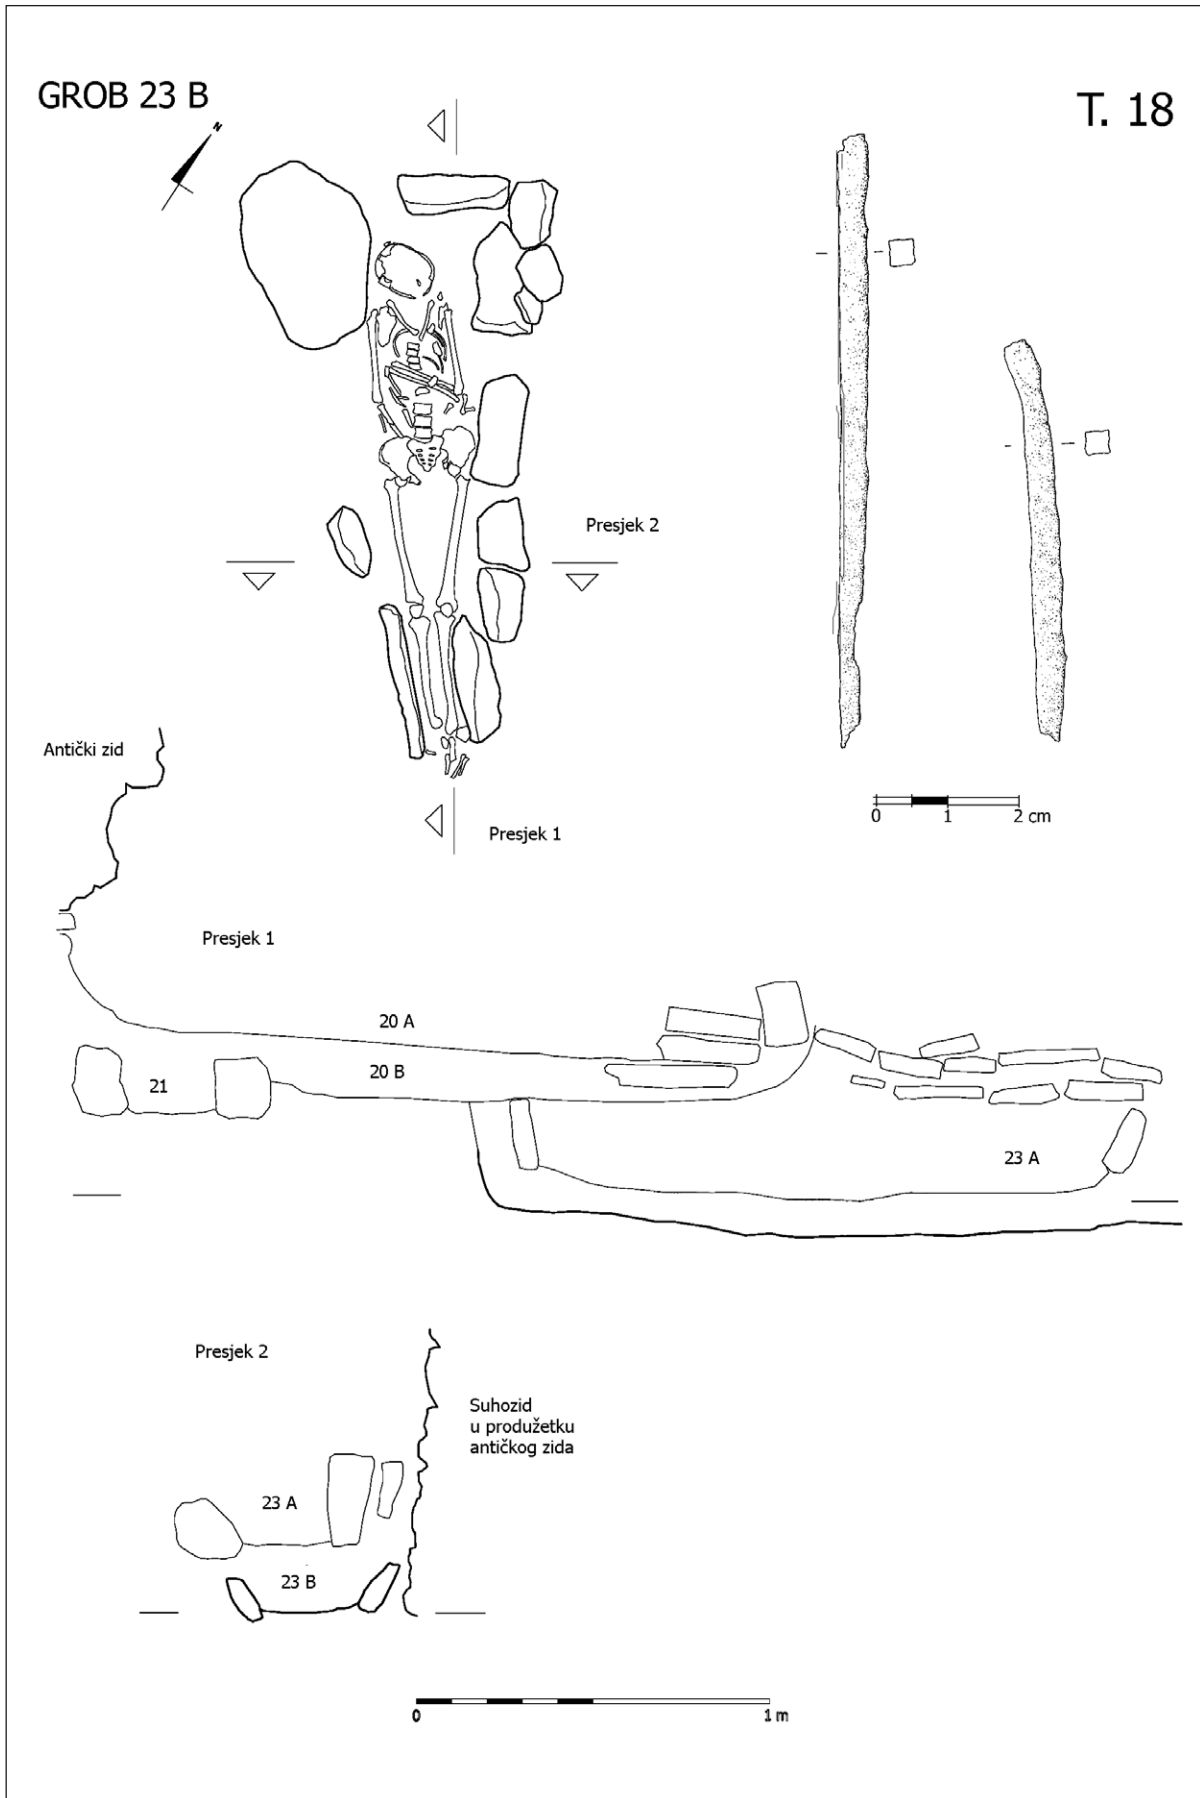 GROB 23 B
T. 18
N
Presjek 2
0 1 2 cm
Antički zid
Presjek 1
Presjek 1
20 A
20 B
21
23 A
Presjek 2
Suhozid
u produžetku
antičkog zida
23 A
23 B
0 1 m